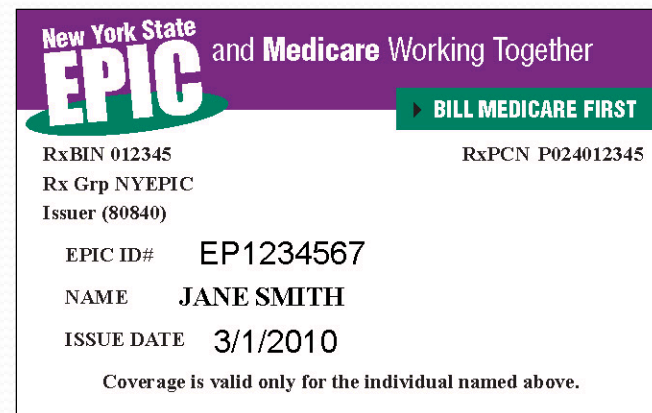 New York State
EPIC
and Medicare Working Together
BILL MEDICARE FIRST
RxBIN 012345 RxPCN P024012345
Rx Grp NYEPIC
Issuer (80840)
EPIC ID# EP1234567
NAME JANE SMITH
ISSUE DATE 3/1/2010
Coverage is valid only for the individual named above.